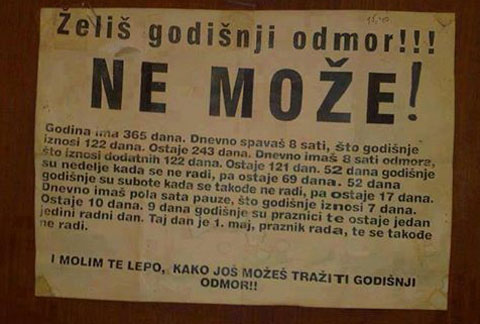 Želiš godišnji odmor!!!
NE MOŽE!
Godina ima 365 dana. Dnevno spavaš 8 sati, što godišnje
iznosi 122 dana. Ostaje 243 dana. Dnevno imaš 8 sati odmora,
što iznosi dodatnih 122 dana. Ostaje 121 dan. 52 dana godišnje
su nedelje kada se ne radi, pa ostaje 69 dana. 52 dana
godišnje su subote kada se takođe ne radi, pa ostaje 17 dana.
Dnevno imaš pola sata pauze, što godišnje iznosi 7 dana.
Ostaje 10 dana. 9 dana godišnje su praznici te ostaje jedan
jedini radni dan. Taj dan je 1. maj, praznik rada, te se takođe
ne radi.
I MOLIM TE LEPO, KAKO JOŠ MOŽEŠ TRAŽITI GODIŠNJI
ODMOR!!